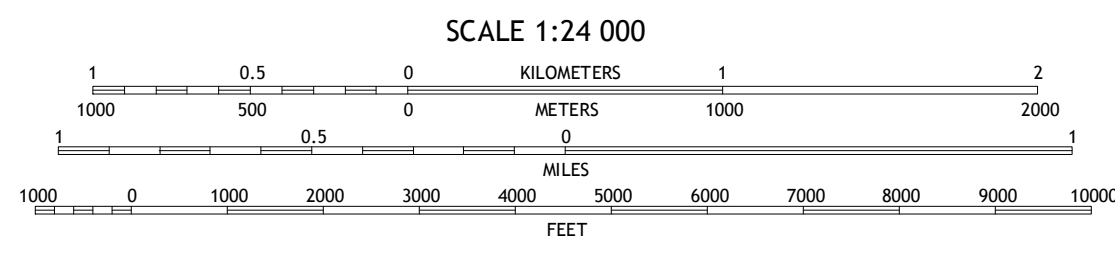 SCALE 1:24 000
1 0.5 0 KILOMETERS 1 2
1000 500 0 METERS 1000 2000
1 0.5 0 1
MILES
1000 0 1000 2000 3000 4000 5000 6000 7000 8000 9000 10000
FEET